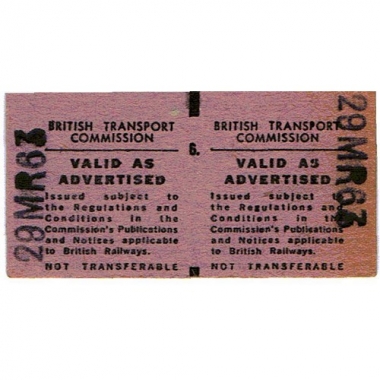 29MR63
BRITISH TRANSPORT
COMMISSION
VALID AS
ADVERTISED
Issued subject to
the Regulations and
Conditions in the
Commission's Publications
and Notices applicable
to British Railways.
NOT TRANSFERABLE
6.
BRITISH TRANSPORT
COMMISSION
VALID AS
ADVERTISED
Issued subject to
the Regulations and
Conditions in the
Commission's Publications
and Notices applicable
to British Railways.
NOT TRANSFERABLE
29MR63